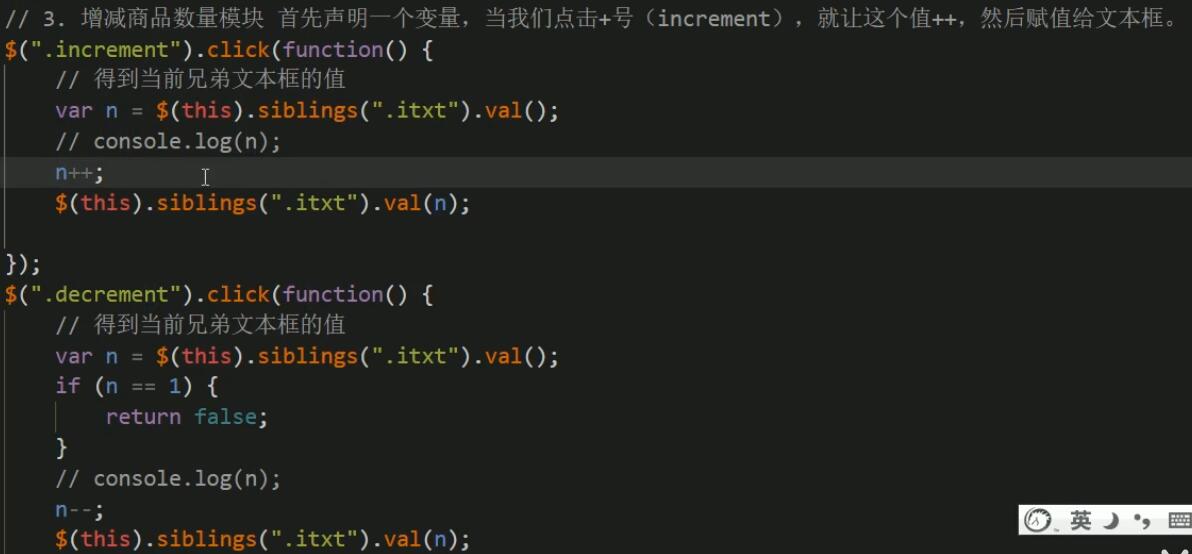 // 3. 增减商品数量模块 首先声明一个变量，当我们点击+号（increment），就让这个值++，然后赋值给文本框。
$(".increment").click(function() {
    // 得到当前兄弟文本框的值
    var n = $(this).siblings(".itxt").val();
    // console.log(n);
    n++;
    $(this).siblings(".itxt").val(n);
});
$(".decrement").click(function() {
    // 得到当前兄弟文本框的值
    var n = $(this).siblings(".itxt").val();
    if (n == 1) {
        return false;
    }
    // console.log(n);
    n--;
    $(this).siblings(".itxt").val(n);
英